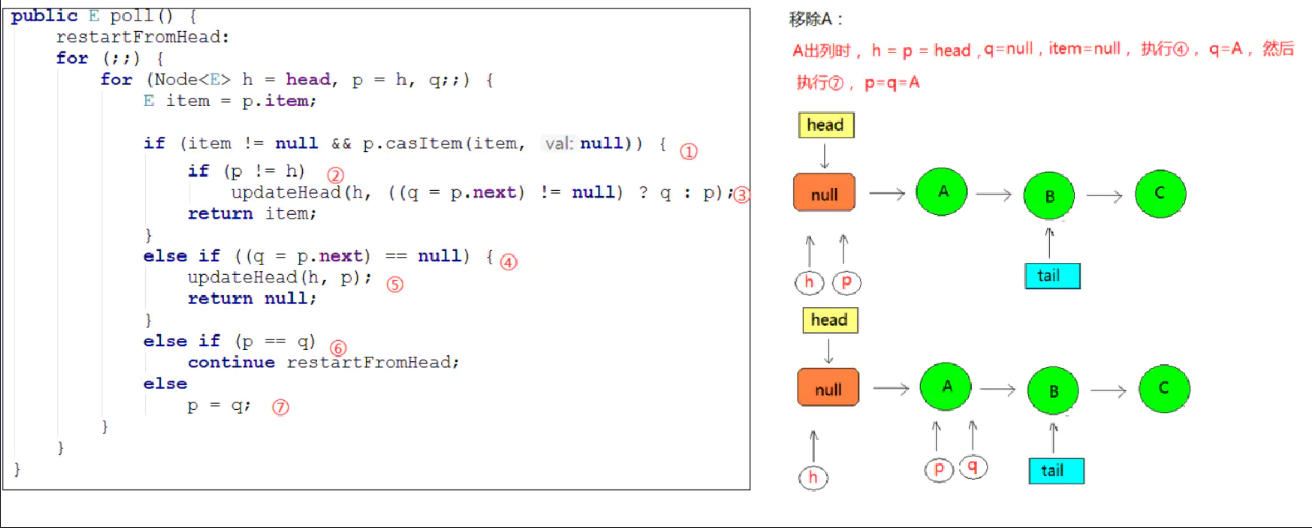 public E poll() {
restartFromHead:
for (;;) {
for (Node<E> h = head, p = h, q;;) {
E item = p.item;
if (item != null && p.casItem(item, val: null)) { ①
if (p != h) ②
updateHead(h, ((q = p.next) != null) ? q : p); ③
return item;
}
else if ((q = p.next) == null) { ④
updateHead(h, p); ⑤
return null;
}
else if (p == q) ⑥
continue restartFromHead;
else
p = q; ⑦
}
}
}
移除A：
A出列时， h = p = head , q=null , item=null， 执行④， q=A， 然后
执行⑦， p=q=A
head
null
A
B
C
tail
h
p
head
null
A
B
C
h
p
q
tail